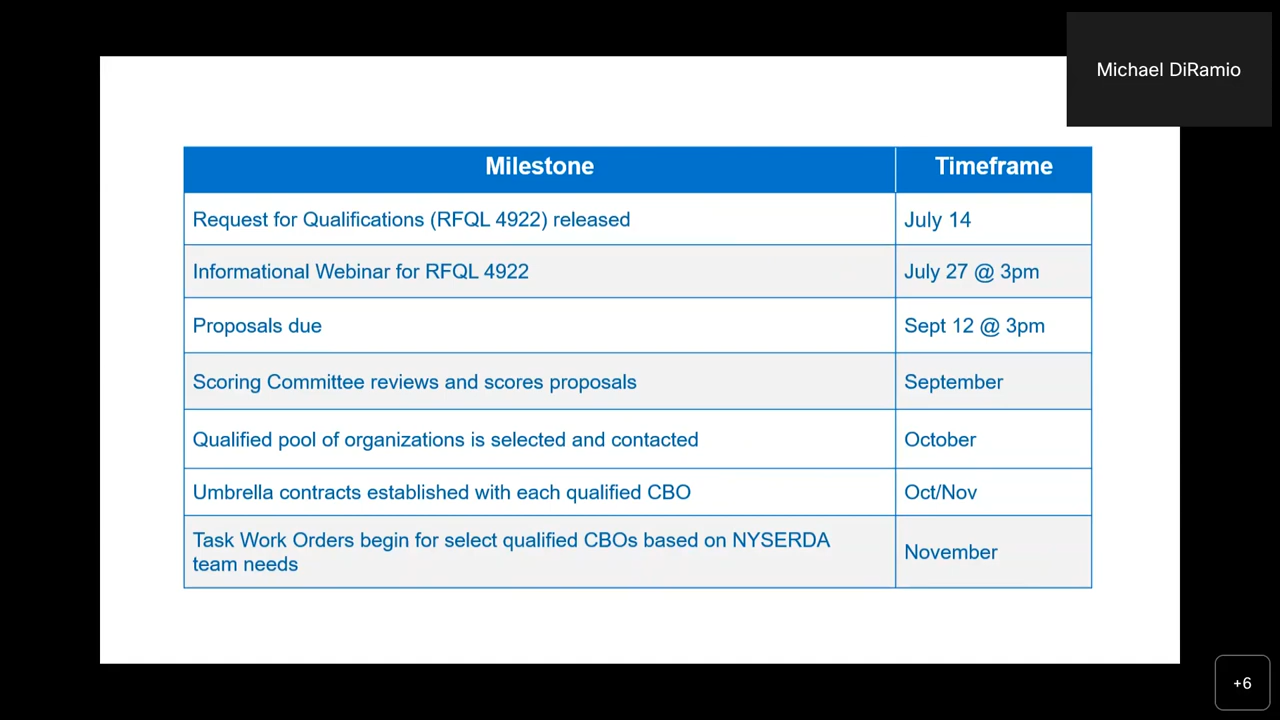 Michael DiRamio
Milestone Timeframe
Request for Qualifications (RFQL 4922) released July 14
Informational Webinar for RFQL 4922 July 27 @ 3pm
Proposals due Sept 12 @ 3pm
Scoring Committee reviews and scores proposals September
Qualified pool of organizations is selected and contacted October
Umbrella contracts established with each qualified CBO Oct/Nov
Task Work Orders begin for select qualified CBOs based on NYSERDA
team needs November
+6